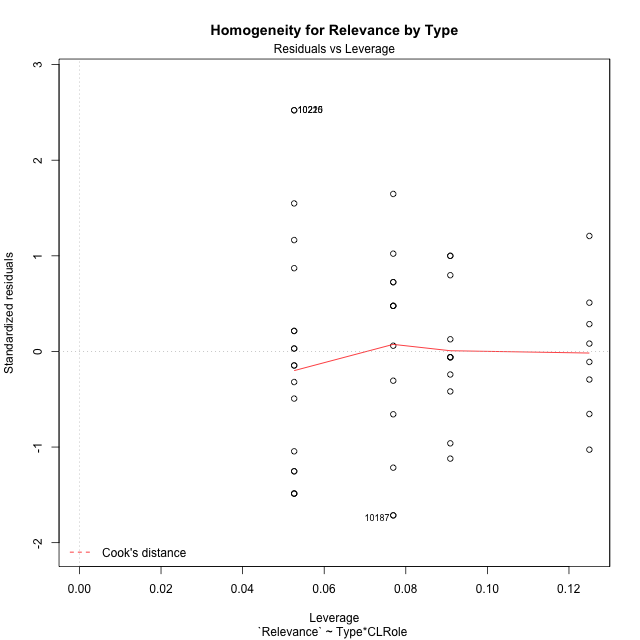 Homogeneity for Relevance by Type
Residuals vs Leverage
3
2
1
0
-1
-2
Standardized residuals
10187
Cook's distance
0.00 0.02 0.04 0.06 0.08 0.10 0.12
Leverage
`Relevance` ~ Type*CLRole